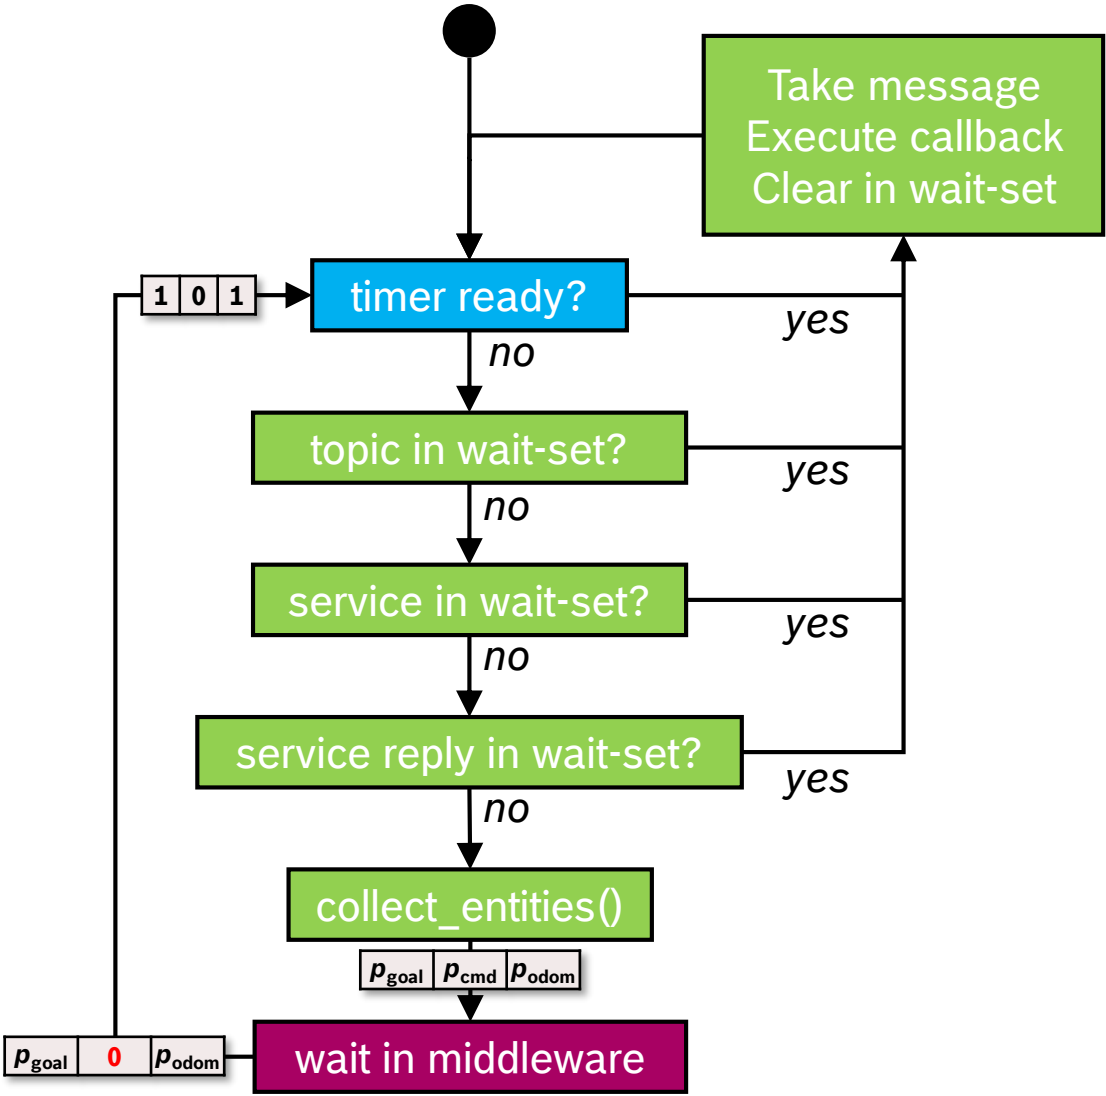 Take message
Execute callback
Clear in wait-set
1 0 1
timer ready?
yes
no
topic in wait-set?
yes
no
service in wait-set?
yes
no
service reply in wait-set?
yes
no
collect_entities()
pgoal pcmd podom
pgoal 0 podom
wait in middleware